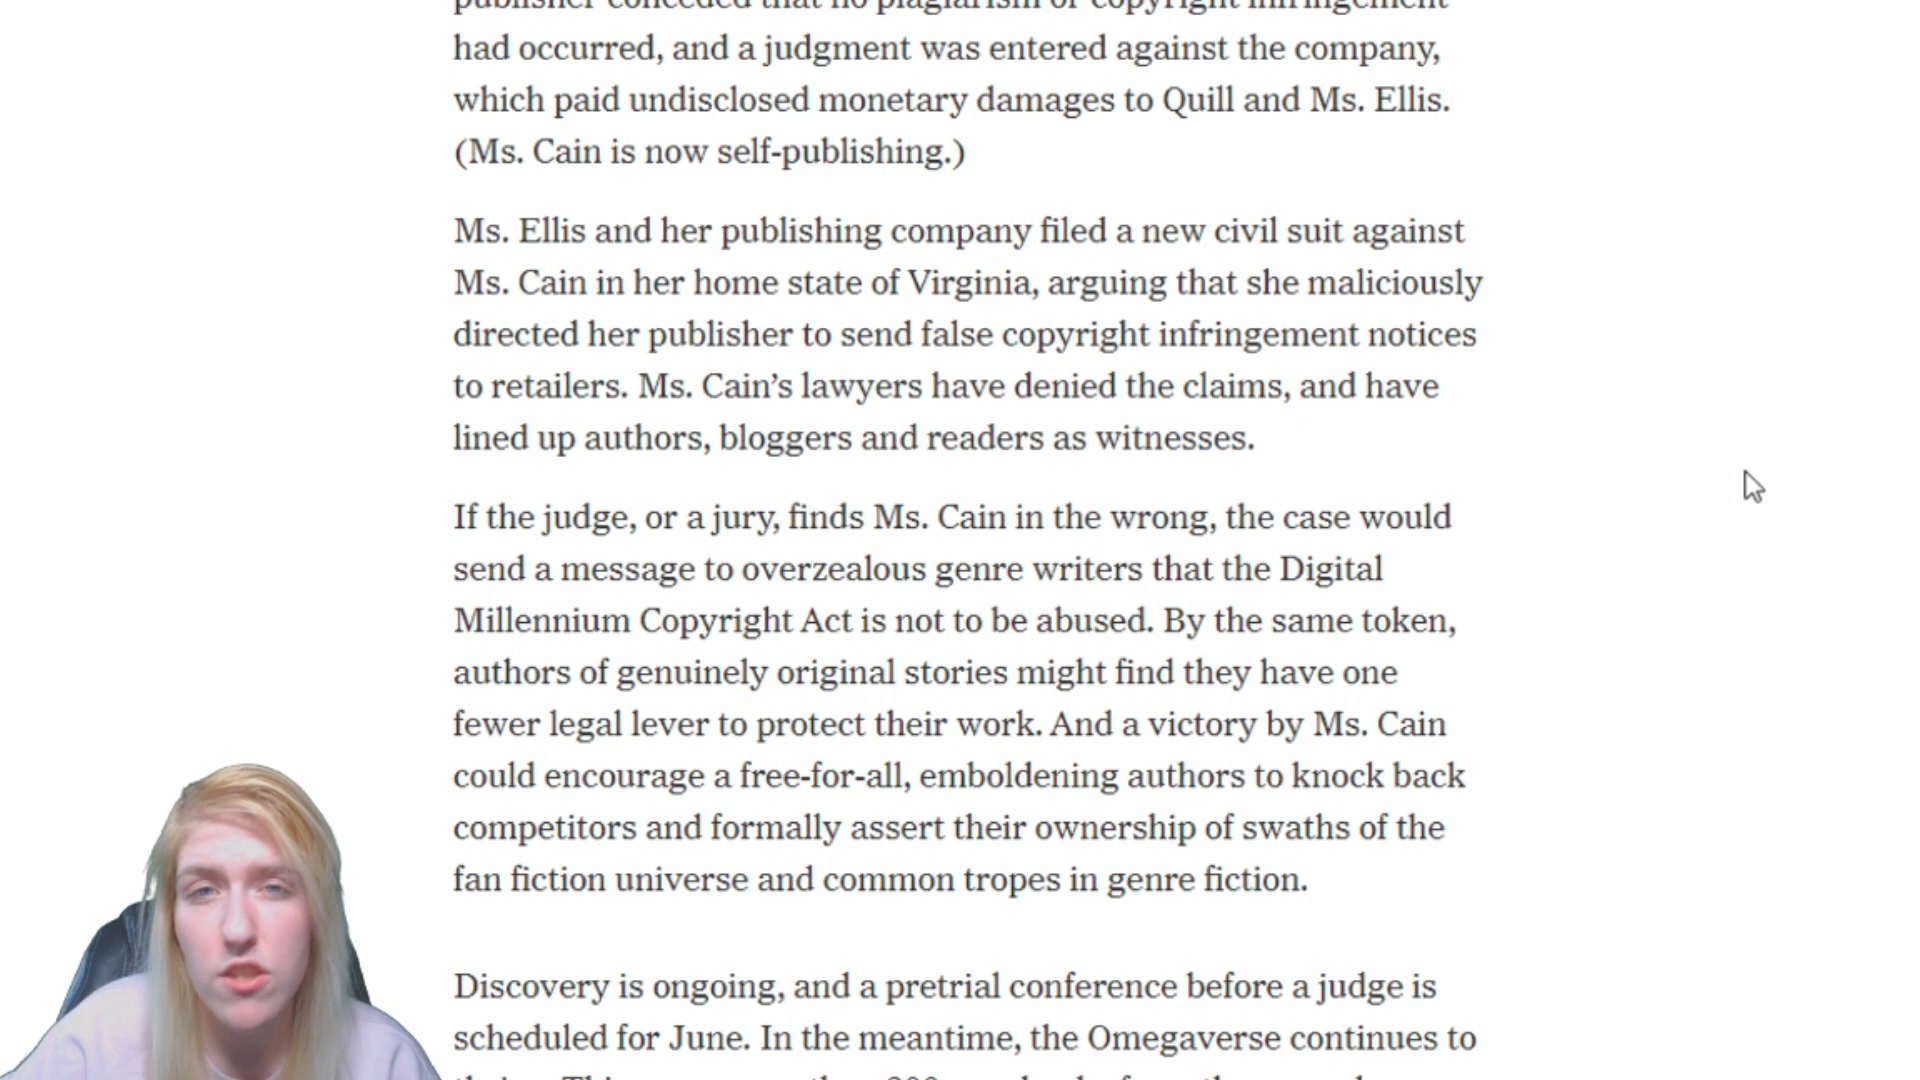 publisher conceded that no plagiarism or copyright infringement
had occurred, and a judgment was entered against the company,
which paid undisclosed monetary damages to Quill and Ms. Ellis.
(Ms. Cain is now self-publishing.)
Ms. Ellis and her publishing company filed a new civil suit against
Ms. Cain in her home state of Virginia, arguing that she maliciously
directed her publisher to send false copyright infringement notices
to retailers. Ms. Cain’s lawyers have denied the claims, and have
lined up authors, bloggers and readers as witnesses.
If the judge, or a jury, finds Ms. Cain in the wrong, the case would
send a message to overzealous genre writers that the Digital
Millennium Copyright Act is not to be abused. By the same token,
authors of genuinely original stories might find they have one
fewer legal lever to protect their work. And a victory by Ms. Cain
could encourage a free-for-all, emboldening authors to knock back
competitors and formally assert their ownership of swaths of the
fan fiction universe and common tropes in genre fiction.
Discovery is ongoing, and a pretrial conference before a judge is
scheduled for June. In the meantime, the Omegaverse continues to